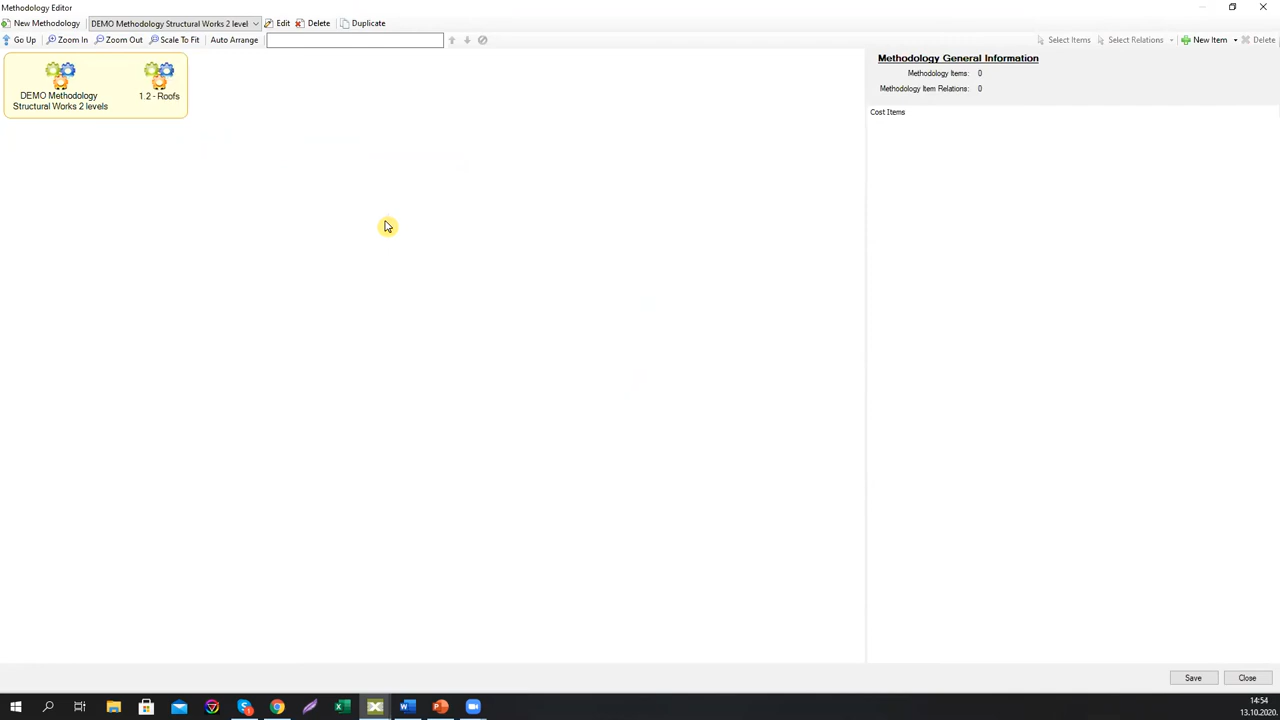 Methodology Editor
New Methodology DEMO Methodology Structural Works 2 level Edit Delete Duplicate
Go Up Zoom In Zoom Out Scale To Fit Auto Arrange Select Items Select Relations New Item Delete
DEMO Methodology
Structural Works 2 levels
1.2 - Roofs
Methodology General Information
Methodology Items: 0
Methodology Item Relations: 0
Cost Items
Save Close
14:54
13.10.2020.